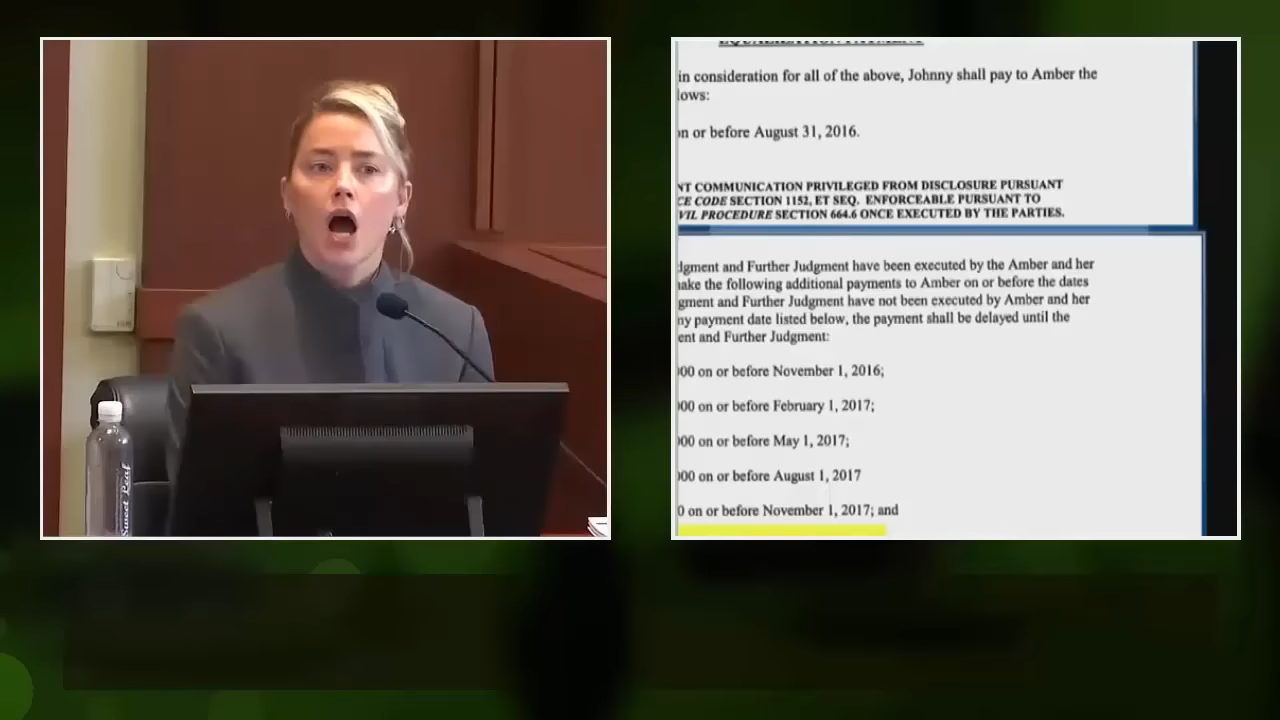 Sweet Leaf
in consideration for all of the above, Johnny shall pay to Amber the
lows:
on or before August 31, 2016.
NT COMMUNICATION PRIVILEGED FROM DISCLOSURE PURSUANT
CE CODE SECTION 1152, ET SEQ. ENFORCEABLE PURSUANT TO
VIL PROCEDURE SECTION 664.6 ONCE EXECUTED BY THE PARTIES.
dgment and Further Judgment have been executed by the Amber and her
ake the following additional payments to Amber on or before the dates
gment and Further Judgment have not been executed by Amber and her
ny payment date listed below, the payment shall be delayed until the
ent and Further Judgment:
00 on or before November 1, 2016;
00 on or before February 1, 2017;
00 on or before May 1, 2017;
00 on or before August 1, 2017
0 on or before November 1, 2017; and